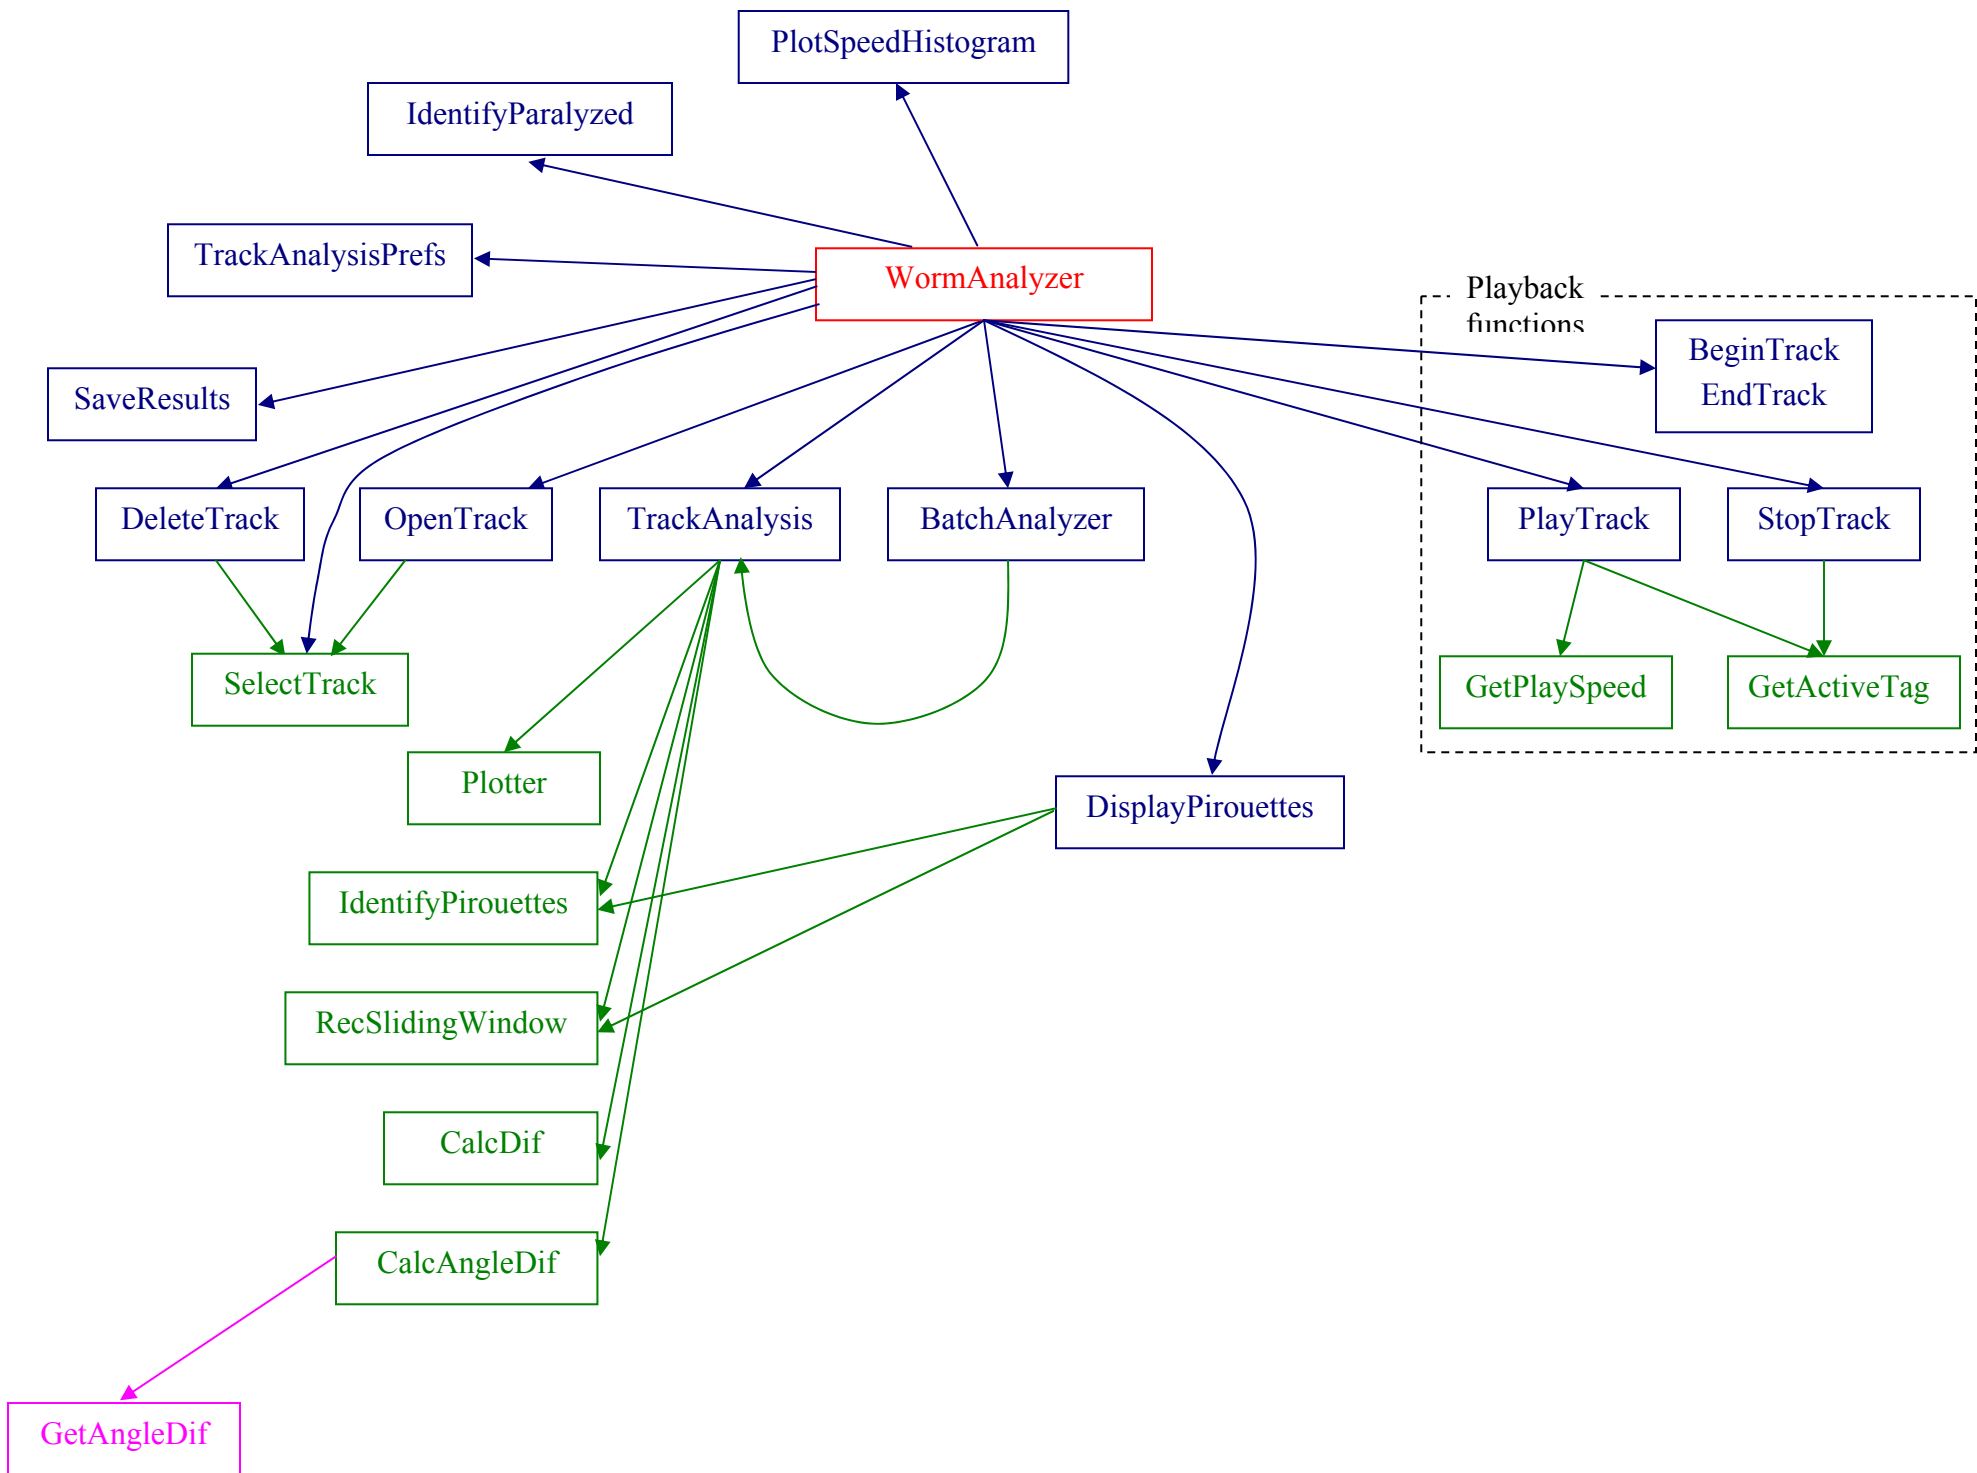 PlotSpeedHistogram
IdentifyParalyzed
TrackAnalysisPrefs
WormAnalyzer
Playback
functions
BeginTrack
EndTrack
SaveResults
DeleteTrack
OpenTrack
TrackAnalysis
BatchAnalyzer
PlayTrack
StopTrack
SelectTrack
GetPlaySpeed
GetActiveTag
Plotter
DisplayPirouettes
IdentifyPirouettes
RecSlidingWindow
CalcDif
CalcAngleDif
GetAngleDif